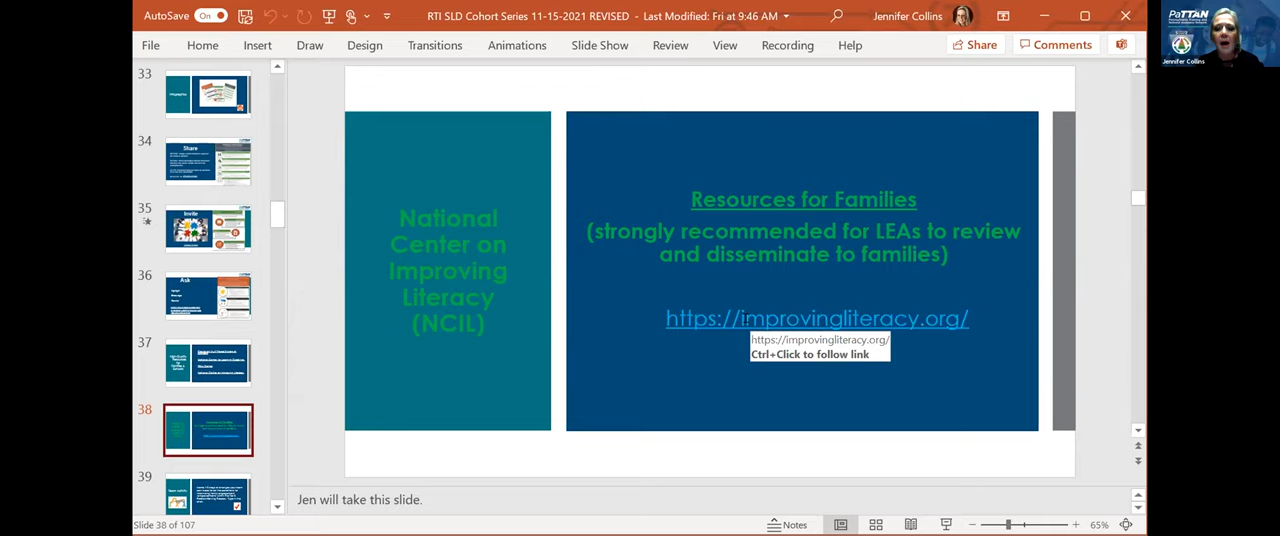 AutoSave On
RTI SLD Cohort Series 11-15-2021 REVISED - Last Modified: Fri at 9:46 AM
Jennifer Collins
File Home Insert Draw Design Transitions Animations Slide Show Review View Recording Help Share Comments
33
34
Share
35
Invite
36
Ask
37
38
39
National
Center on
Improving
Literacy
(NCIL)
Resources for Families
(strongly recommended for LEAs to review
and disseminate to families)
https://improvingliteracy.org/
https://improvingliteracy.org/
Ctrl+Click to follow link
Jen will take this slide.
Slide 38 of 107
Notes
65%
PaTTAN
Jennifer Collins